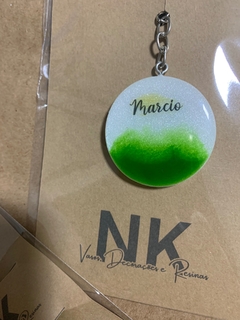 Marcio
NK
Vasos, Decorações e Resinas